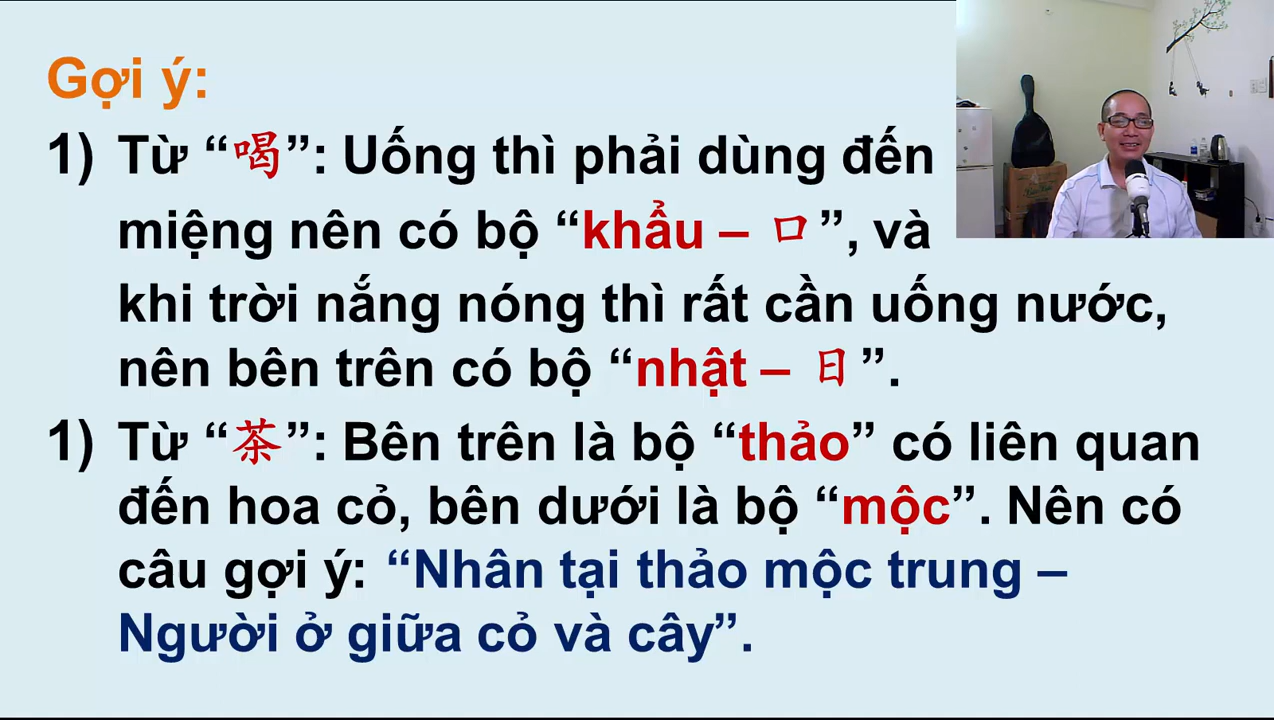 Gợi ý:
1) Từ “喝”: Uống thì phải dùng đến
miệng nên có bộ “khẩu – 口”, và
khi trời nắng nóng thì rất cần uống nước,
nên bên trên có bộ “nhật – 日”.
1) Từ “茶”: Bên trên là bộ “thảo” có liên quan
đến hoa cỏ, bên dưới là bộ “mộc”. Nên có
câu gợi ý: “Nhân tại thảo mộc trung –
Người ở giữa cỏ và cây”.